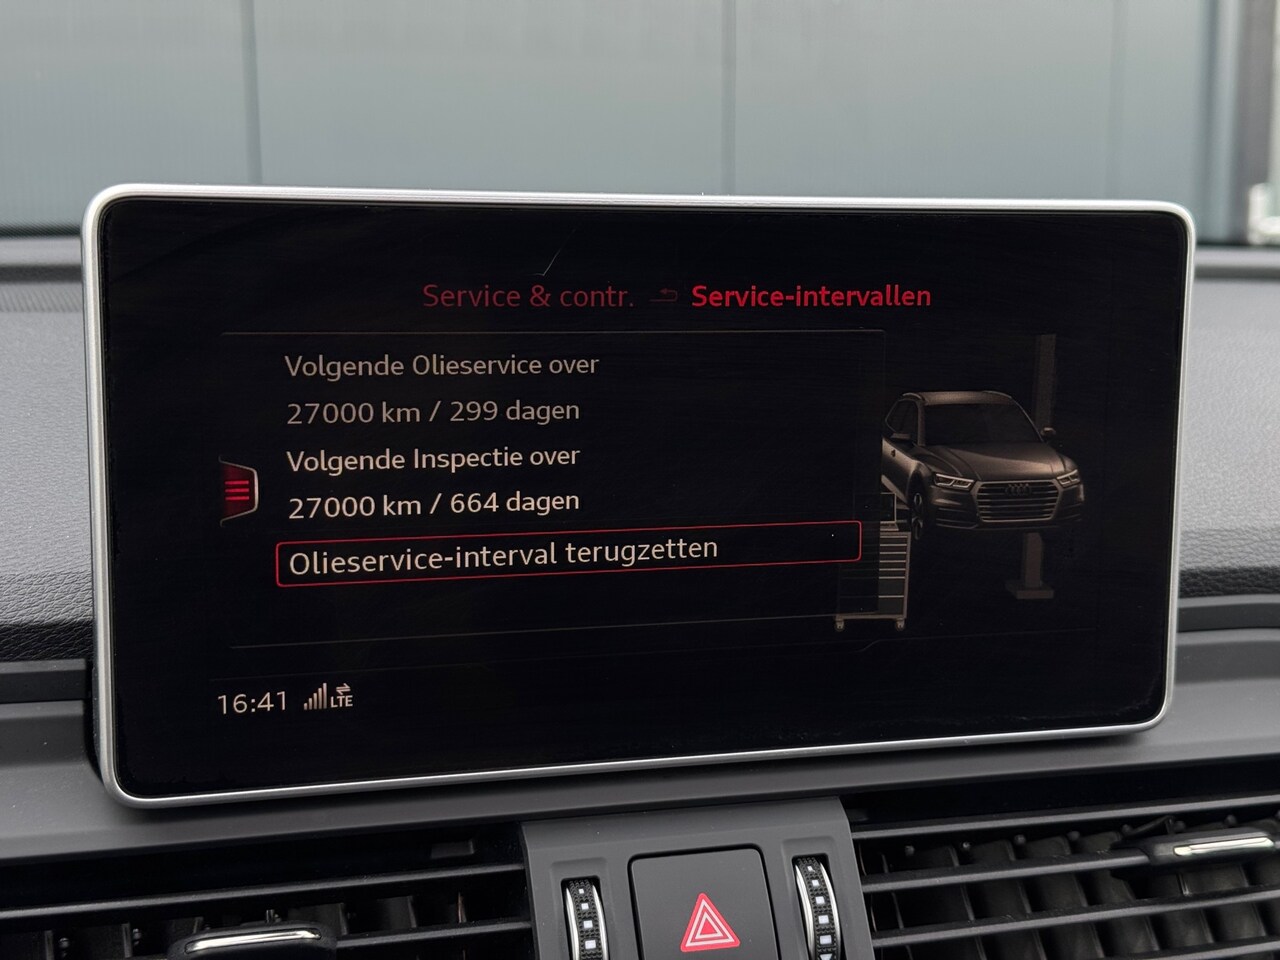 Service & contr. Service-intervallen
Volgende Olieservice over
27000 km / 299 dagen
Volgende Inspectie over
27000 km / 664 dagen
Olieservice-interval terugzetten
16:41 LTE